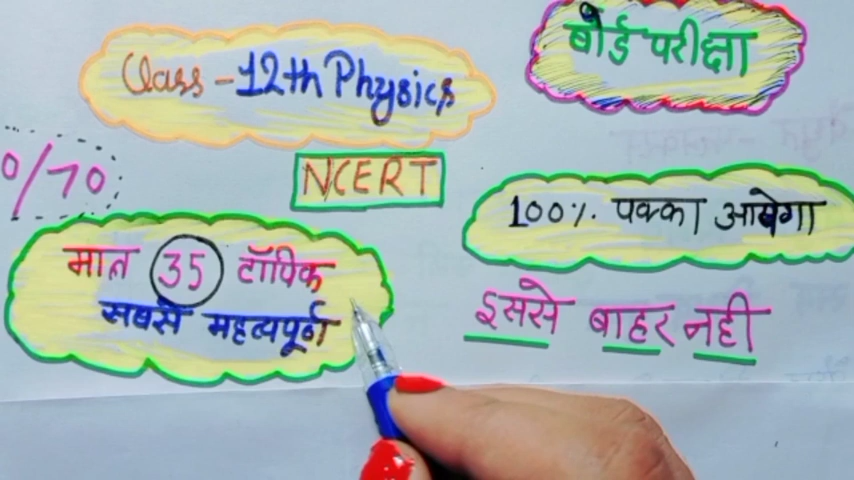 बोर्ड परीक्षा
Class-12th Physics
0/70
NCERT
100% पक्का आयेगा
मात्र 35 टॉपिक
सबसे महत्वपूर्ण
इससे बाहर नही